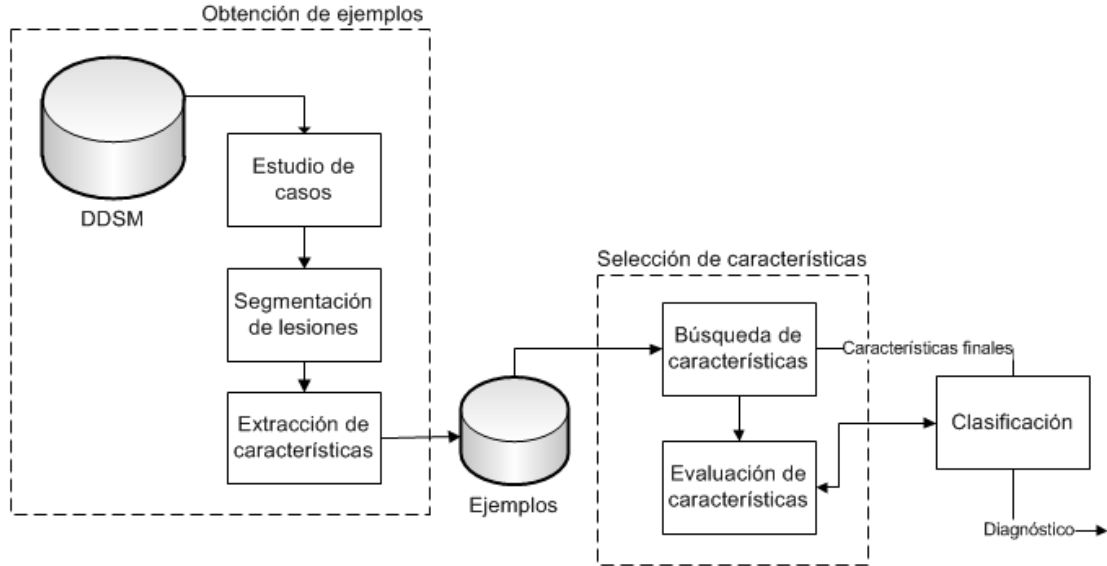 Obtención de ejemplos
DDSM
Estudio de
casos
Segmentación
de lesiones
Extracción de
características
Ejemplos
Selección de características
Búsqueda de
características
Características finales
Evaluación de
características
Clasificación
Diagnóstico